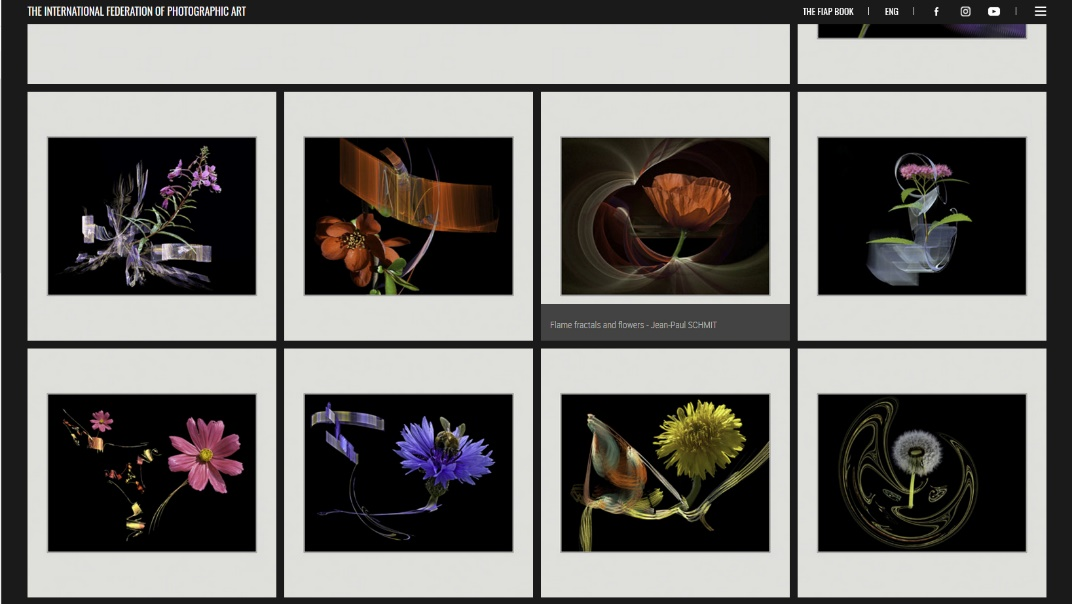 THE INTERNATIONAL FEDERATION OF PHOTOGRAPHIC ART
THE FIAP BOOK | ENG |
Flame fractals and flowers - Jean-Paul SCHMIT